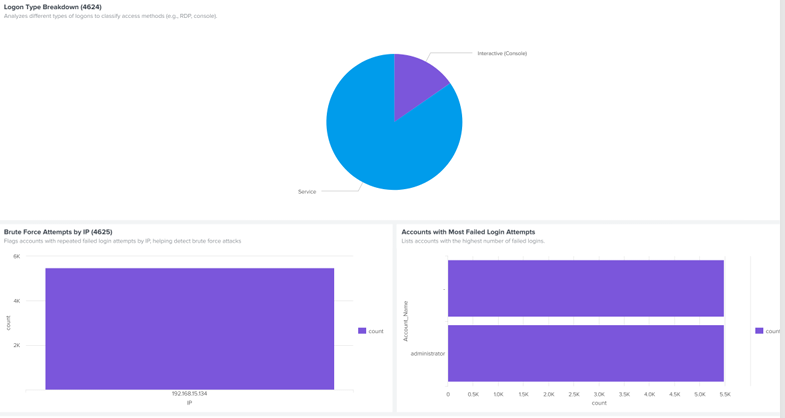 Logon Type Breakdown (4624)
Analyzes different types of logons to classify access methods (e.g., RDP, console).
Interactive (Console)
Service
Brute Force Attempts by IP (4625)
Flags accounts with repeated failed login attempts by IP, helping detect brute force attacks
6K
4K
2K
count
count
192.168.15.134
IP
Accounts with Most Failed Login Attempts
Lists accounts with the highest number of failed logins.
Account_Name
-
administrator
count
0 0.5K 1.0K 1.5K 2.0K 2.5K 3.0K 3.5K 4.0K 4.5K 5.0K 5.5K
count